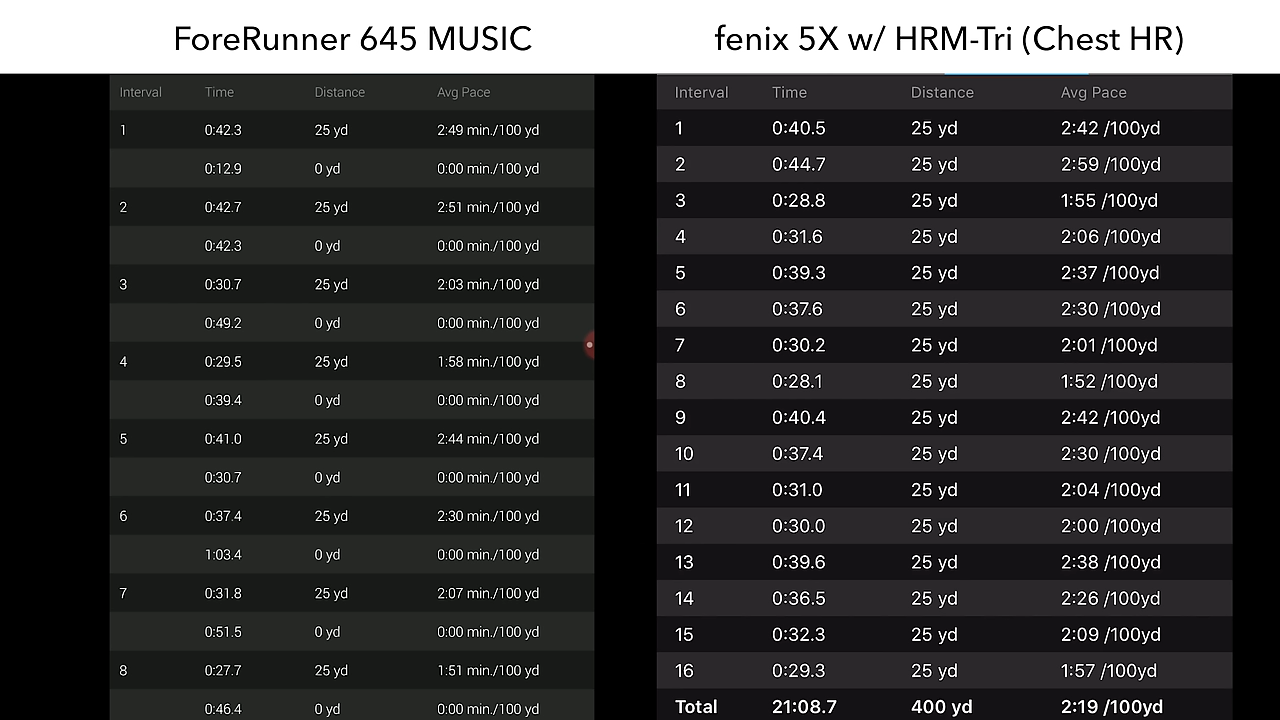 ForeRunner 645 MUSIC
Interval Time Distance Avg Pace
1 0:42.3 25 yd 2:49 min./100 yd
0:12.9 0 yd 0:00 min./100 yd
2 0:42.7 25 yd 2:51 min./100 yd
0:42.3 0 yd 0:00 min./100 yd
3 0:30.7 25 yd 2:03 min./100 yd
0:49.2 0 yd 0:00 min./100 yd
4 0:29.5 25 yd 1:58 min./100 yd
0:39.4 0 yd 0:00 min./100 yd
5 0:41.0 25 yd 2:44 min./100 yd
0:30.7 0 yd 0:00 min./100 yd
6 0:37.4 25 yd 2:30 min./100 yd
1:03.4 0 yd 0:00 min./100 yd
7 0:31.8 25 yd 2:07 min./100 yd
0:51.5 0 yd 0:00 min./100 yd
8 0:27.7 25 yd 1:51 min./100 yd
0:46.4 0 yd 0:00 min./100 yd
fenix 5X w/ HRM-Tri (Chest HR)
Interval Time Distance Avg Pace
1 0:40.5 25 yd 2:42 /100yd
2 0:44.7 25 yd 2:59 /100yd
3 0:28.8 25 yd 1:55 /100yd
4 0:31.6 25 yd 2:06 /100yd
5 0:39.3 25 yd 2:37 /100yd
6 0:37.6 25 yd 2:30 /100yd
7 0:30.2 25 yd 2:01 /100yd
8 0:28.1 25 yd 1:52 /100yd
9 0:40.4 25 yd 2:42 /100yd
10 0:37.4 25 yd 2:30 /100yd
11 0:31.0 25 yd 2:04 /100yd
12 0:30.0 25 yd 2:00 /100yd
13 0:39.6 25 yd 2:38 /100yd
14 0:36.5 25 yd 2:26 /100yd
15 0:32.3 25 yd 2:09 /100yd
16 0:29.3 25 yd 1:57 /100yd
Total 21:08.7 400 yd 2:19 /100yd